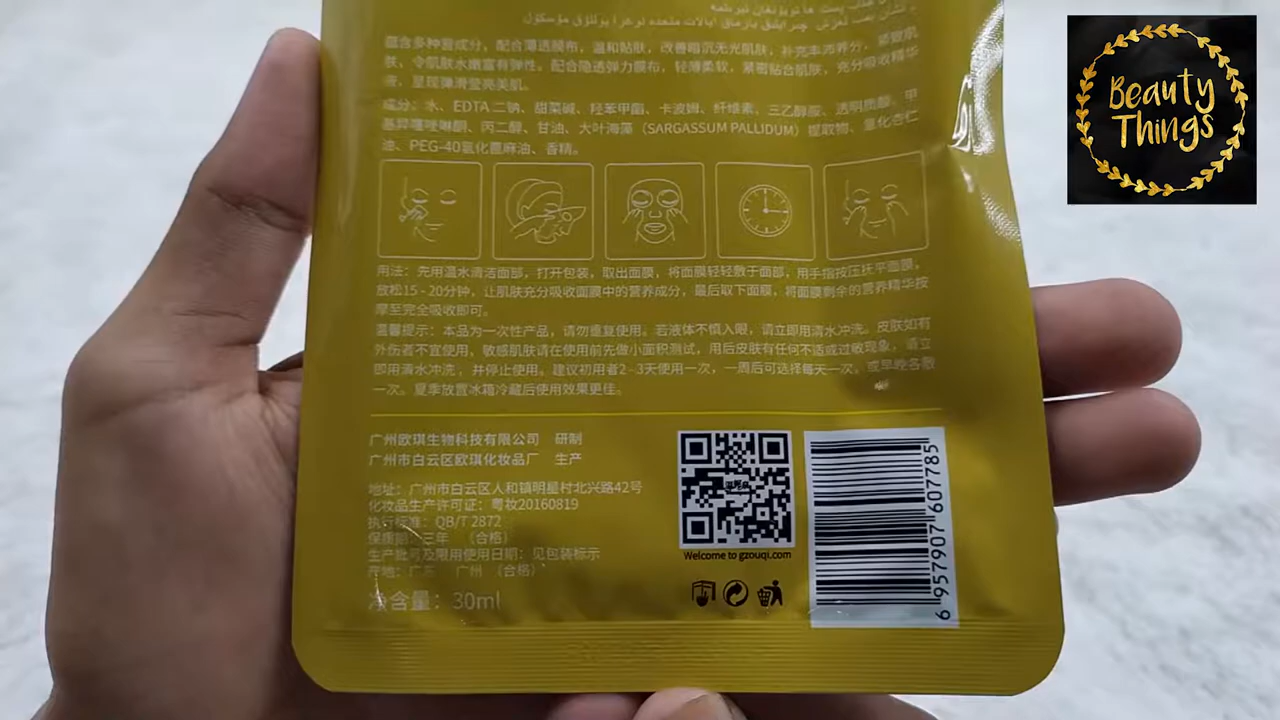 蕴含多种营成分，配合薄透膜布，温和贴肤，改善暗沉无光肌肤，补充丰沛养分，紧致肌
肤，令肌肤水嫩富有弹性。配合隐透弹力膜布，轻薄柔软，紧密贴合肌肤，充分吸收精华
液，呈现弹滑莹亮美肌。
成分：水、EDTA 二钠、甜菜碱、羟苯甲酯、卡波姆、纤维素、三乙醇胺、透明质酸、甲
基异噻唑啉酮、丙二醇、甘油、大叶海藻（SARGASSUM PALLUDUM）提取物、氢化杏仁
油、PEG-40氢化蓖麻油、香精。
用法：先用温水清洁面部，打开包装，取出面膜，将面膜轻轻敷于面部，用手指按压抚平面膜，
放松15 - 20分钟，让肌肤充分吸收面膜中的营养成分，最后取下面膜，将面膜剩余的营养精华按
摩至完全吸收即可。
温馨提示：本品为一次性产品，请勿重复使用。若液体不慎入眼，请立即用清水冲洗。皮肤如有
外伤者不宜使用，敏感肌肤请在使用前先做小面积测试，用后皮肤有任何不适或过敏现象，请立
即用清水冲洗，并停止使用。建议初用者2 - 3天使用一次，一周后可选择每天一次，或早晚各敷
一次。夏季放置冰箱冷藏后使用效果更佳。
广州欧琪生物科技有限公司 研制
广州市白云区欧琪化妆品厂 生产
地址：广州市白云区人和镇明星村北兴路42号
化妆品生产许可证：粤妆20160819
执行标准：QB/T 2872
保质期：三年 （合格）
生产批号及限用使用日期：见包装标示
产地：广东 广州 （合格）
净含量：30ml
Welcome to gzouqi.com
6 957907 607785
Beauty
Things